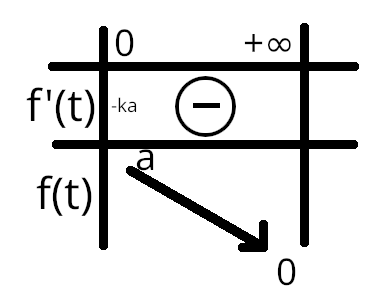 0 +∞
f'(t) -ka −
a
f(t)
0